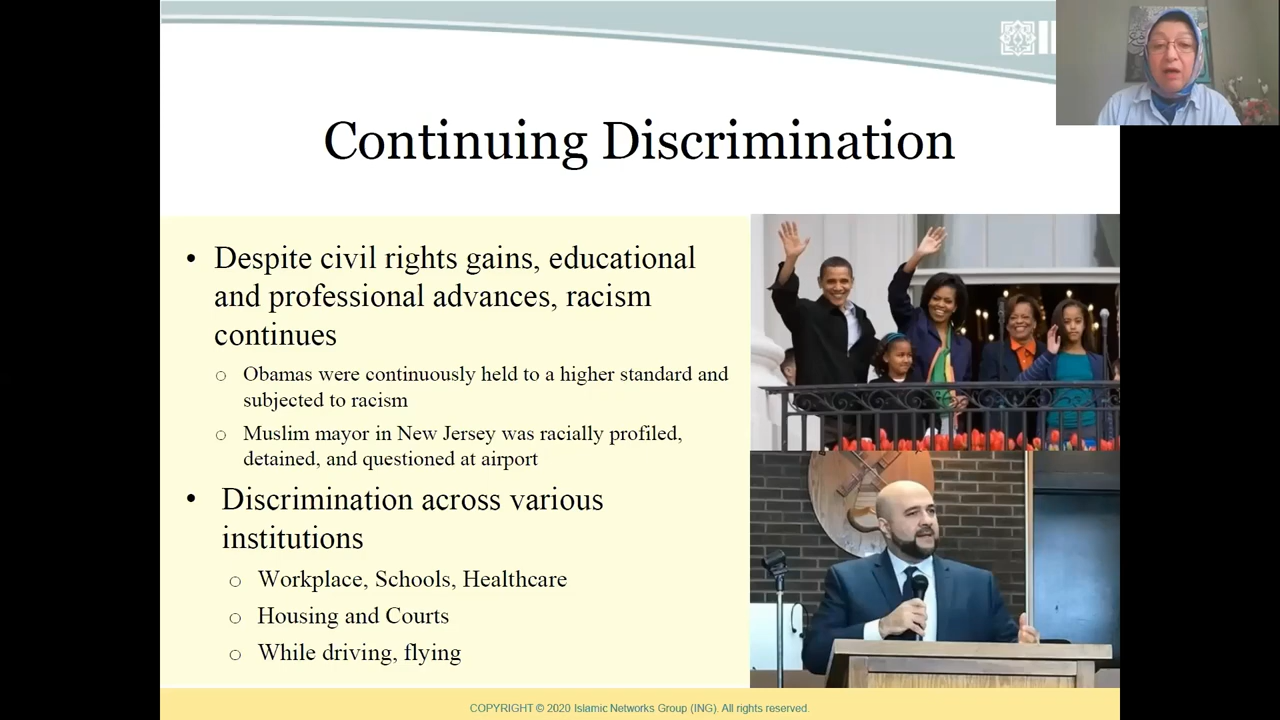 Continuing Discrimination
• Despite civil rights gains, educational
and professional advances, racism
continues
○ Obamas were continuously held to a higher standard and
subjected to racism
○ Muslim mayor in New Jersey was racially profiled,
detained, and questioned at airport
• Discrimination across various
institutions
○ Workplace, Schools, Healthcare
○ Housing and Courts
○ While driving, flying
COPYRIGHT © 2020 Islamic Networks Group (ING). All rights reserved.